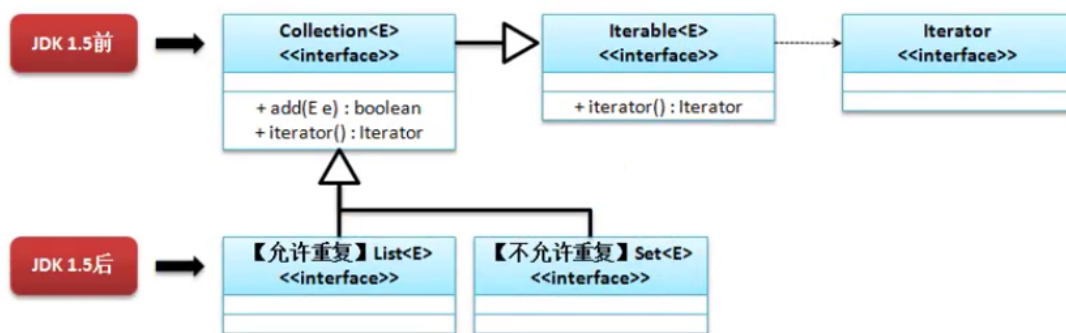 JDK 1.5前
Collection<E>
<<interface>>
+ add(E e) : boolean
+ iterator() : Iterator
Iterable<E>
<<interface>>
+ iterator() : Iterator
Iterator
<<interface>>
JDK 1.5后
【允许重复】List<E>
<<interface>>
【不允许重复】Set<E>
<<interface>>